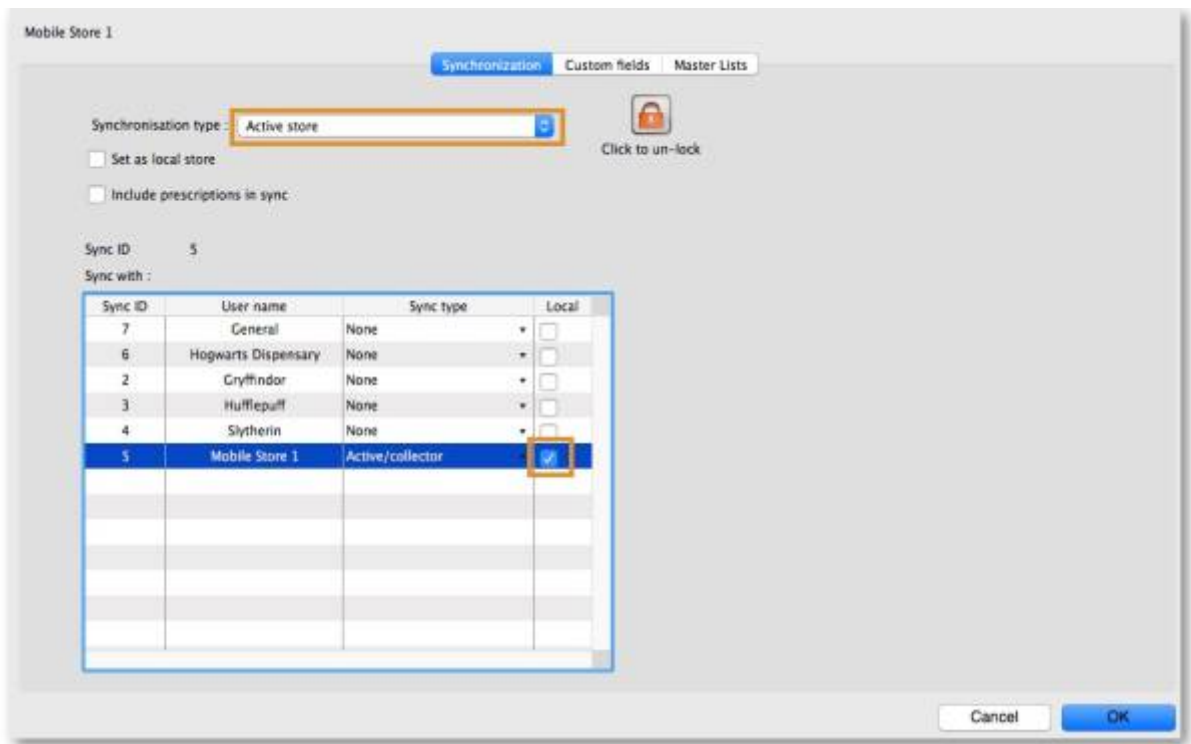 Mobile Store 1
Synchronization Custom fields Master Lists
Synchronisation type : Active store
Click to un-lock
Set as local store
Include prescriptions in sync
Sync ID 5
Sync with :
Sync ID User name Sync type Local
7 General None
6 Hogwarts Dispensary None
2 Gryffindor None
3 Hufflepuff None
4 Slytherin None
5 Mobile Store 1 Active/collector
Cancel OK